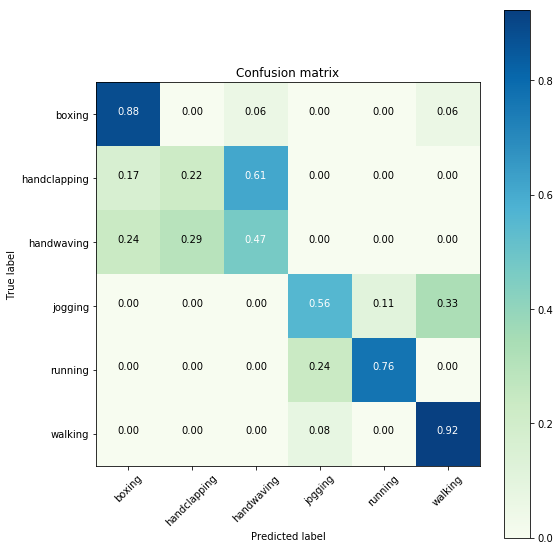 Confusion matrix
boxing 0.88 0.00 0.06 0.00 0.00 0.06
handclapping 0.17 0.22 0.61 0.00 0.00 0.00
handwaving 0.24 0.29 0.47 0.00 0.00 0.00
jogging 0.00 0.00 0.00 0.56 0.11 0.33
running 0.00 0.00 0.00 0.24 0.76 0.00
walking 0.00 0.00 0.00 0.08 0.00 0.92
True label
boxing handclapping handwaving jogging running walking
Predicted label
0.8
0.6
0.4
0.2
0.0